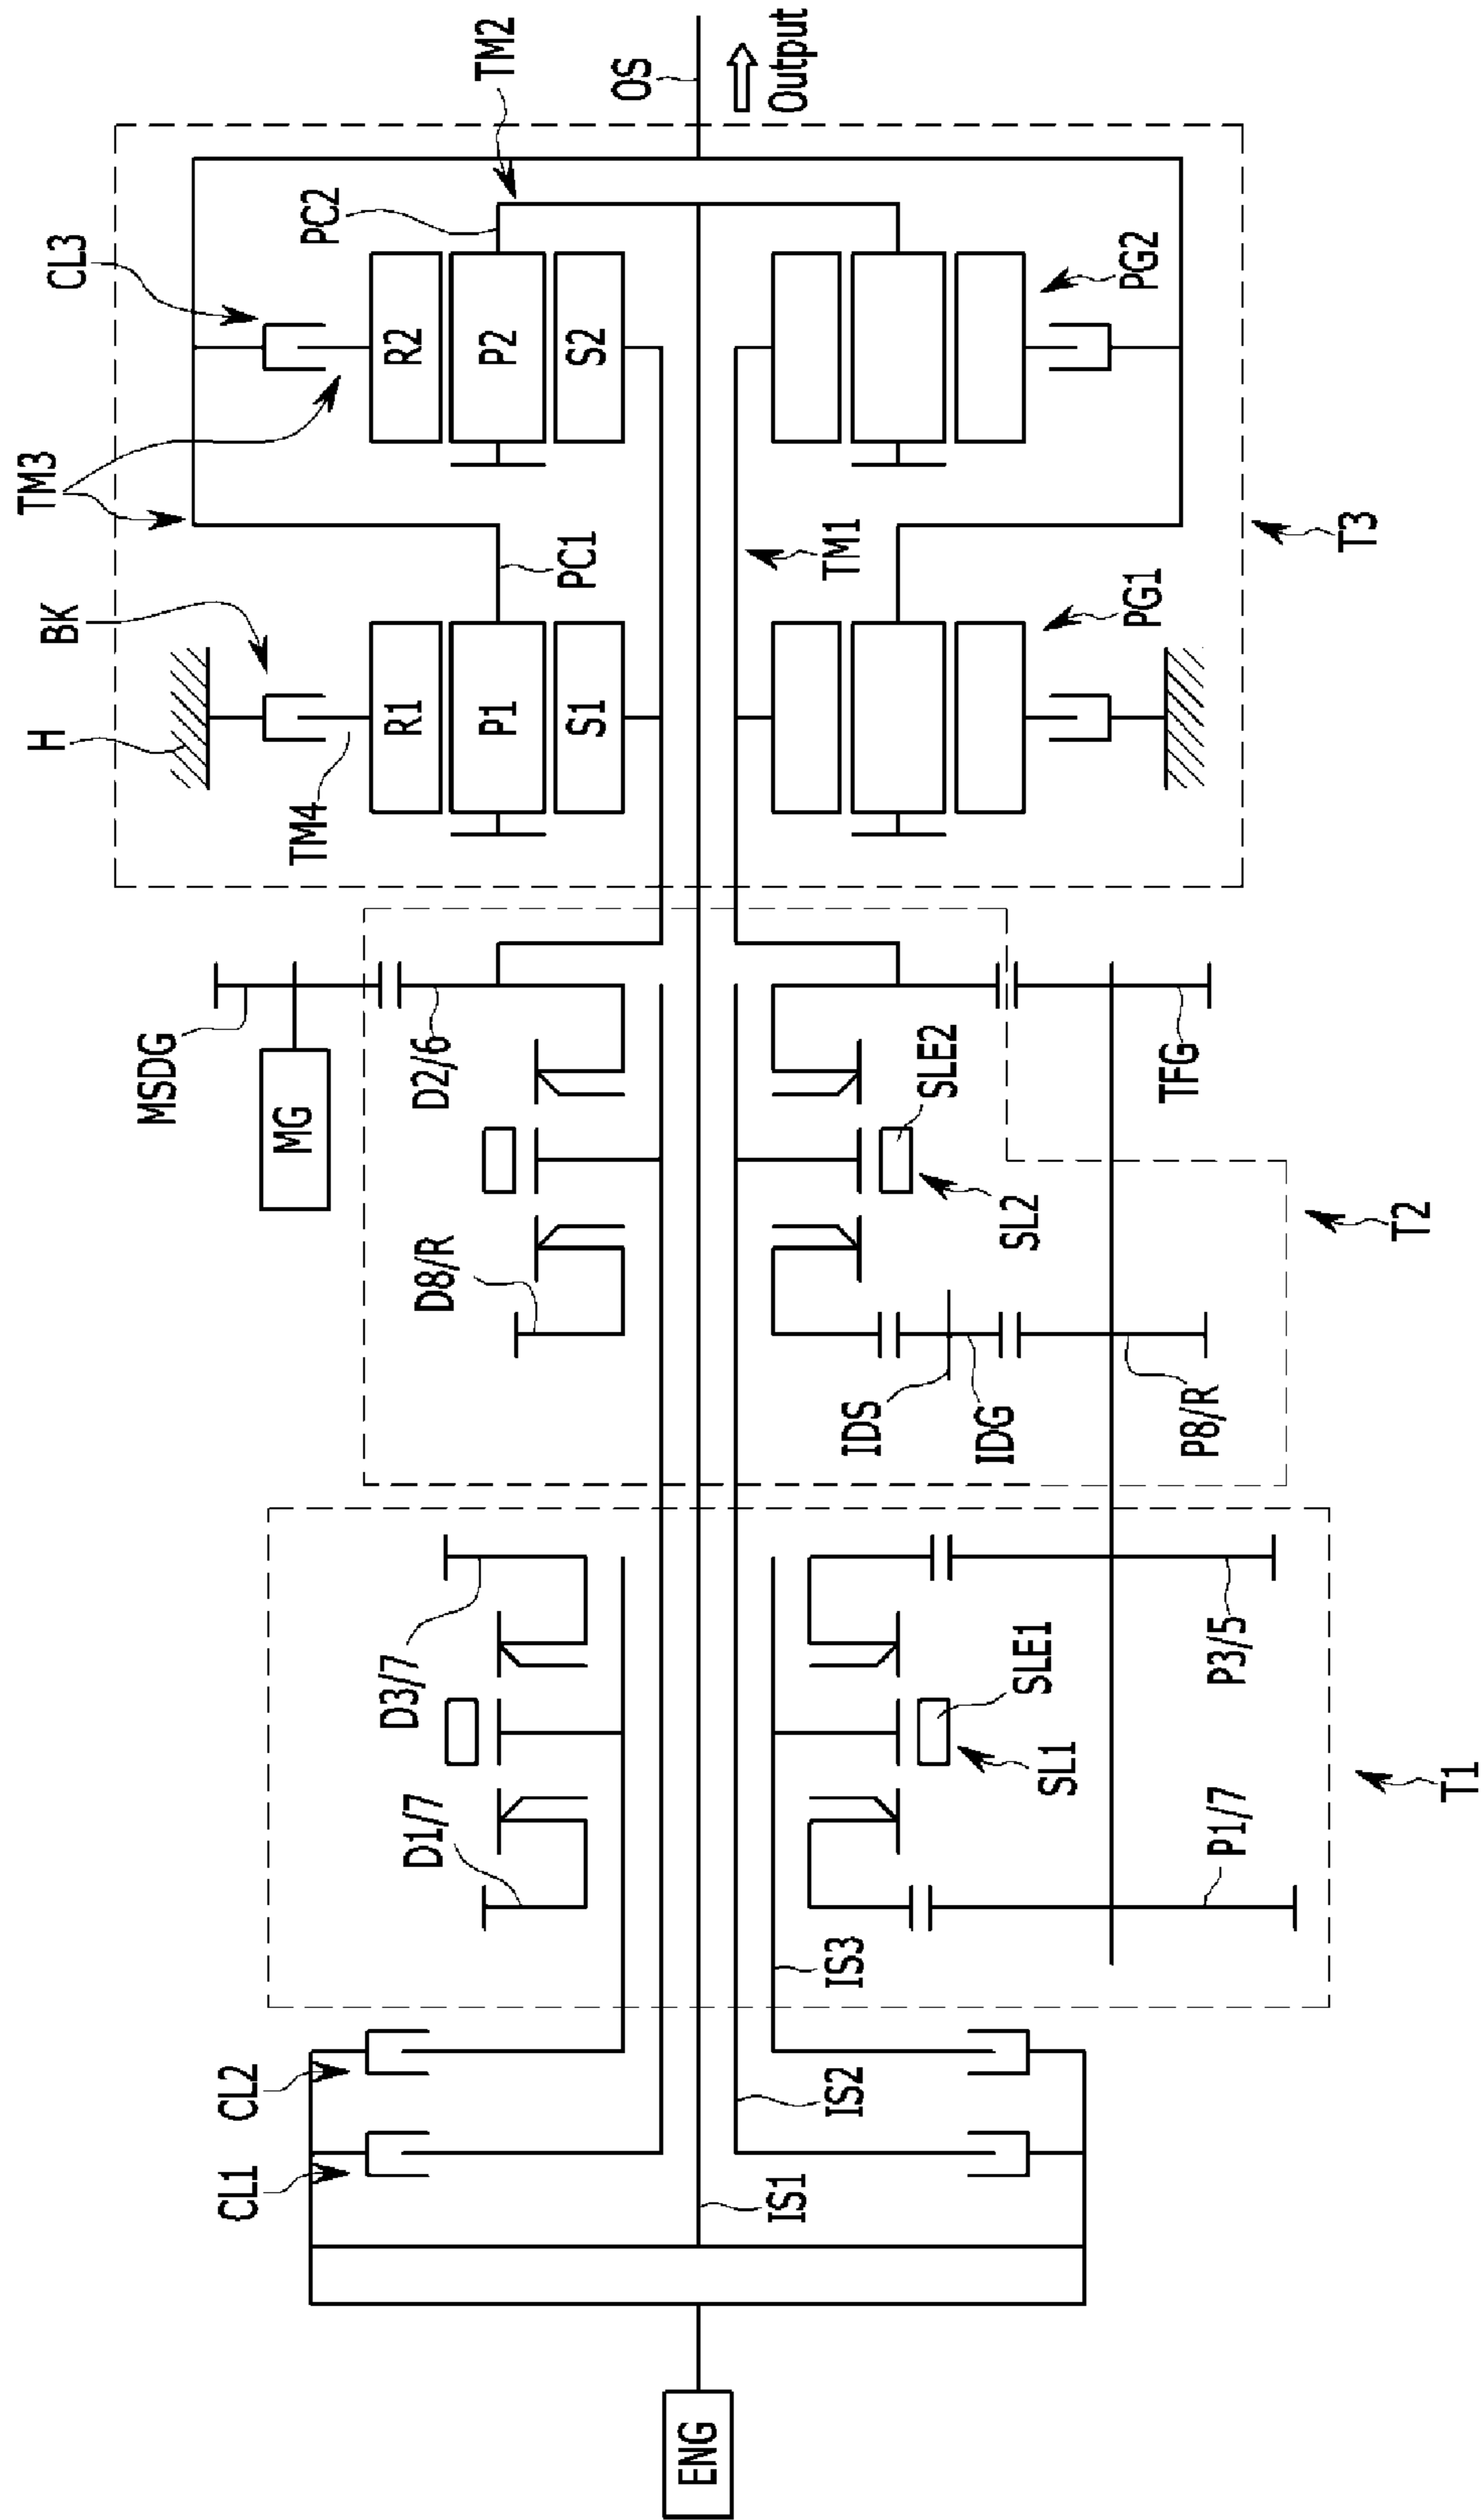 TM2
OS
Output
CL3
PC2
R2
P2
S2
PG2
TM3
BK
H
TM4
R1
P1
S1
PC1
TM1
PG1
T3
MSDG
MG
D2/6
D8/R
SLE2
SL2
TFG
IDS
IDG
P8/R
T2
D3/7
D1/7
SLE1
SL1
P3/5
P1/7
T1
IS3
CL2
CL1
IS2
IS1
ENG